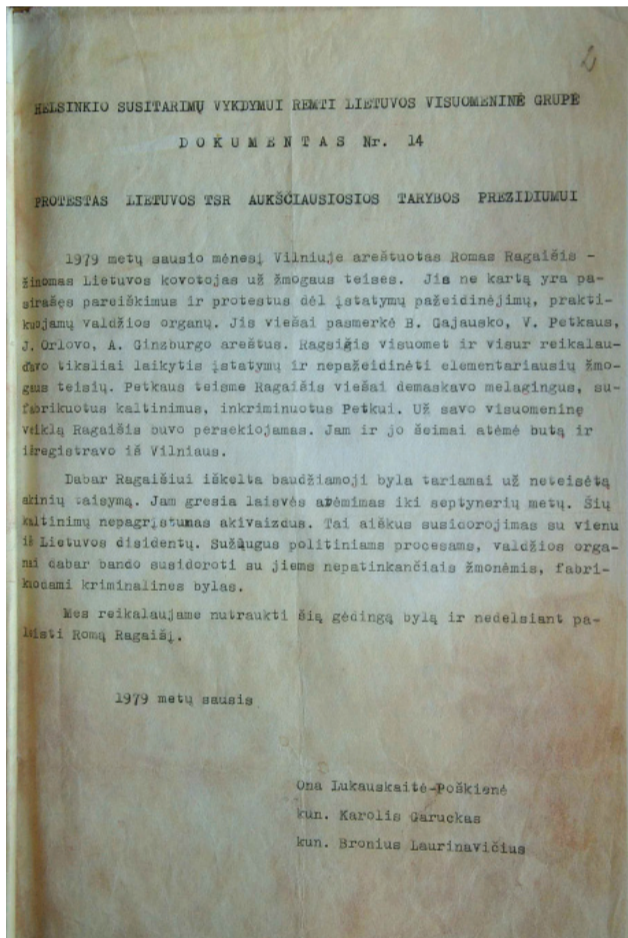 2
HELSINKIO SUSITARIMŲ VYKDYMUI REMTI LIETUVOS VISUOMENINĖ GRUPĖ
D O K U M E N T A S Nr. 14
PROTESTAS LIETUVOS TSR AUKŠČIAUSIOSIOS TARYBOS PREZIDIUMUI
1979 metų sausio mėnesį Vilniuje areštuotas Romas Ragaišis -
žinomas Lietuvos kovotojas už žmogaus teises. Jis ne kartą yra pa-
sirašęs pareiškimus ir protestus dėl įstatymų pažeidinėjimų, prakti-
kuojamų valdžios organų. Jis viešai pasmerkė B. Gajausko, V. Petkaus,
J. Orlovo, A. Ginzburgo areštus. Ragaišis visuomet ir visur reikalau-
davo tiksliai laikytis įstatymų ir nepažeidinėti elementariausių žmo-
gaus teisių. Petkaus teisme Ragaišis viešai demaskavo melagingus, su-
fabrikuotus kaltinimus, inkriminuotus Petkui. Už savo visuomeninę
veiklą Ragaišis buvo persekiojamas. Jam ir jo šeimai atėmė butą ir
išregistravo iš Vilniaus.
Dabar Ragaišiui iškelta baudžiamoji byla tariamai už neteisėtą
akinių taisymą. Jam gresia laisvės atėmimas iki septynerių metų. Šių
kaltinimų nepagrįstumas akivaizdus. Tai aiškus susidorojimas su vienu
iš Lietuvos disidentų. Sužlugus politiniams procesams, valdžios orga-
nai dabar bando susidoroti su jiems nepatinkančiais žmonėmis, fabri-
kuodami kriminalines bylas.
Mes reikalaujame nutraukti šią gėdingą bylą ir nedelsiant pa-
leisti Romą Ragaišį.
1979 metų sausis
Ona Lukauskaitė-Poškienė
kun. Karolis Garuckas
kun. Bronius Laurinavičius